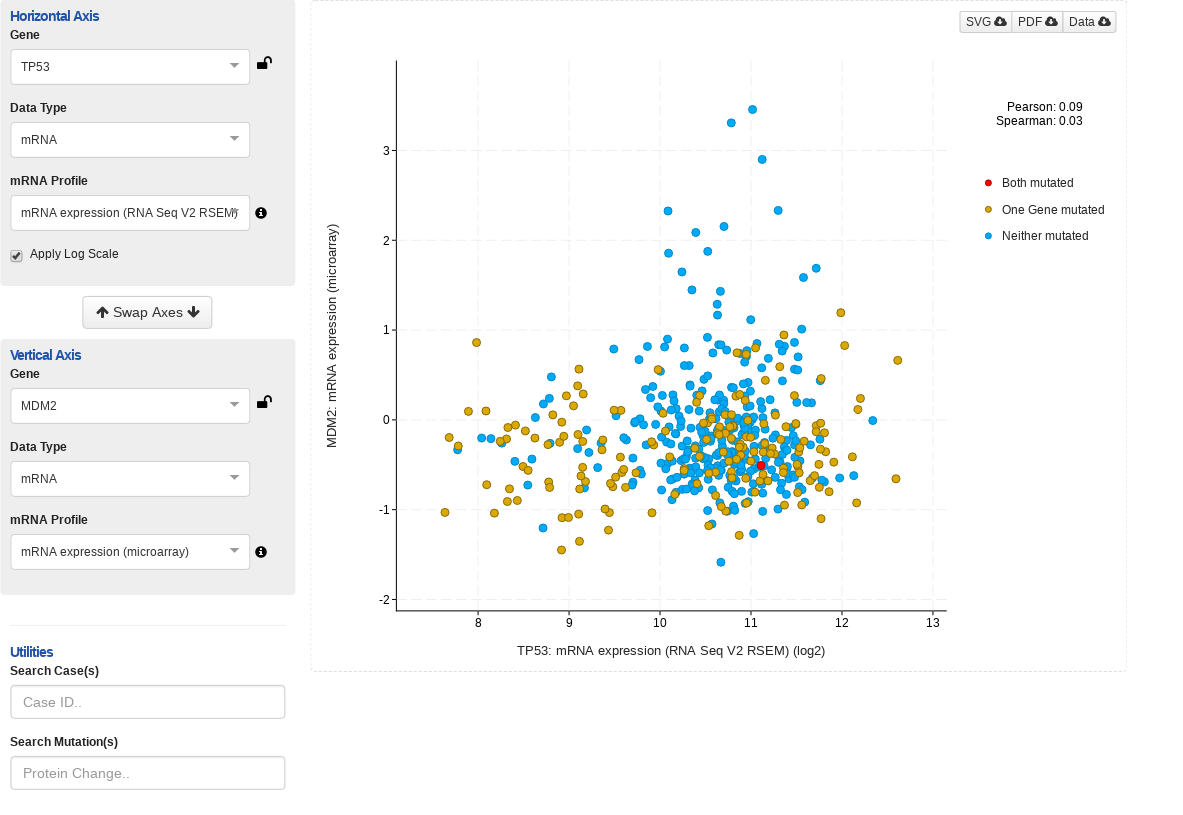 Horizontal Axis
Gene
TP53
Data Type
mRNA
mRNA Profile
mRNA expression (RNA Seq V2 RSEM)
Apply Log Scale
Swap Axes
Vertical Axis
Gene
MDM2
Data Type
mRNA
mRNA Profile
mRNA expression (microarray)
Utilities
Search Case(s)
Case ID..
Search Mutation(s)
Protein Change..
SVG PDF Data
Pearson: 0.09
Spearman: 0.03
Both mutated
One Gene mutated
Neither mutated
MDM2: mRNA expression (microarray)
3
2
1
0
-1
-2
8 9 10 11 12 13
TP53: mRNA expression (RNA Seq V2 RSEM) (log2)